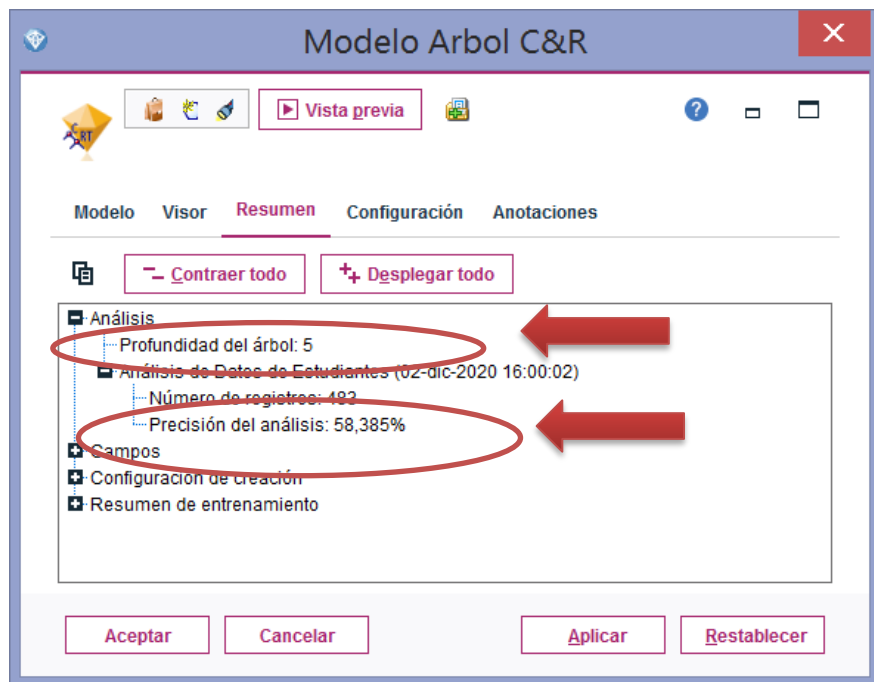 Modelo Arbol C&R
RT
Vista previa
Modelo Visor Resumen Configuración Anotaciones
Contraer todo Desplegar todo
Análisis
Profundidad del árbol: 5
Análisis de Datos de Estudiantes (02-dic-2020 16:00:02)
Número de registros: 483
Precisión del análisis: 58,385%
Campos
Configuración de creación
Resumen de entrenamiento
Aceptar Cancelar Aplicar Restablecer